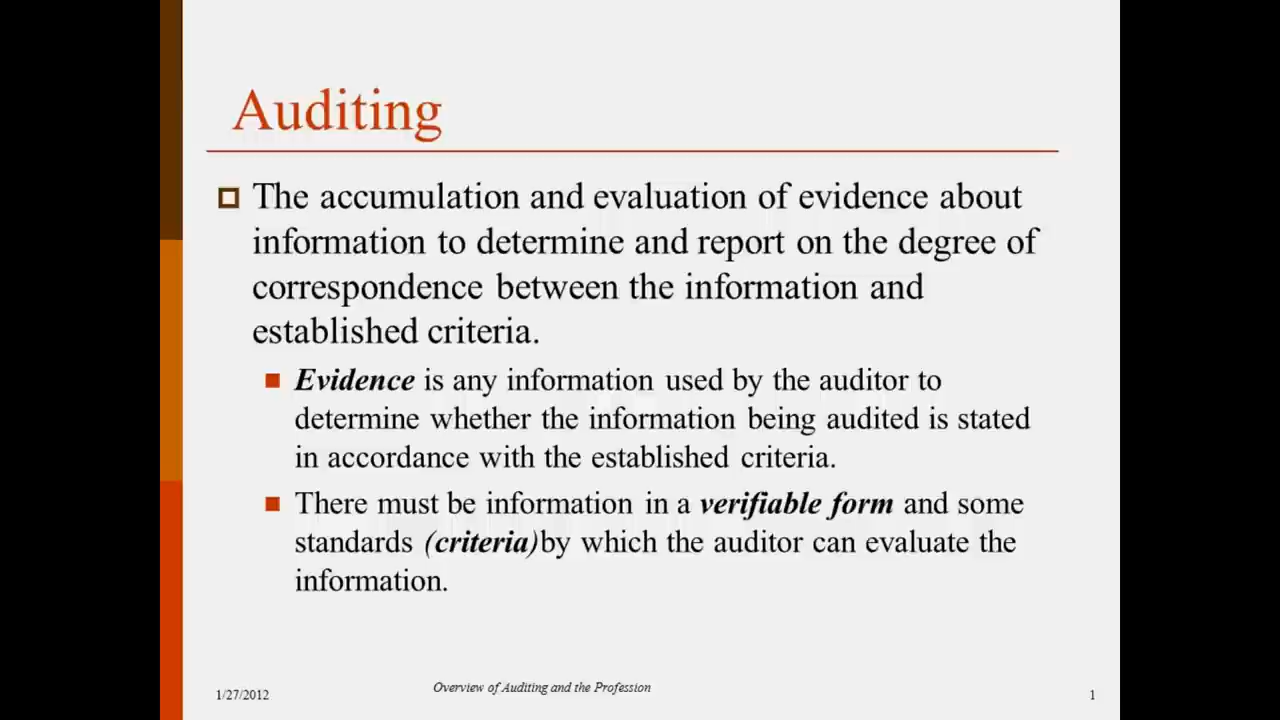 Auditing
The accumulation and evaluation of evidence about
information to determine and report on the degree of
correspondence between the information and
established criteria.
Evidence is any information used by the auditor to
determine whether the information being audited is stated
in accordance with the established criteria.
There must be information in a verifiable form and some
standards (criteria)by which the auditor can evaluate the
information.
1/27/2012
Overview of Auditing and the Profession
1